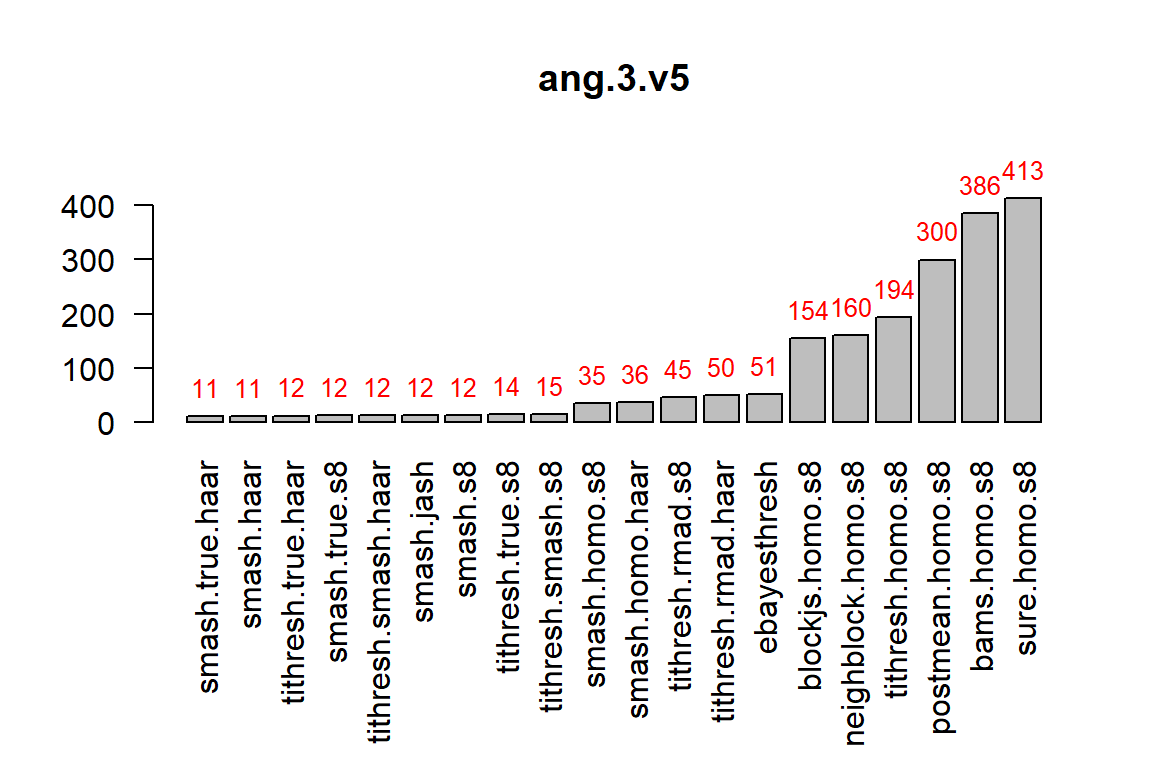 ang.3.v5
400
300
200
100
0
11
11
12
12
12
12
12
14
15
35
36
45
50
51
154
160
194
300
386
413
smash.true.haar
smash.haar
tithresh.true.haar
smash.true.s8
tithresh.smash.haar
smash.jash
smash.s8
tithresh.true.s8
tithresh.smash.s8
smash.homo.s8
smash.homo.haar
tithresh.rmad.s8
tithresh.rmad.haar
ebayesthresh
blockjs.homo.s8
neighblock.homo.s8
tithresh.homo.s8
postmean.homo.s8
bams.homo.s8
sure.homo.s8